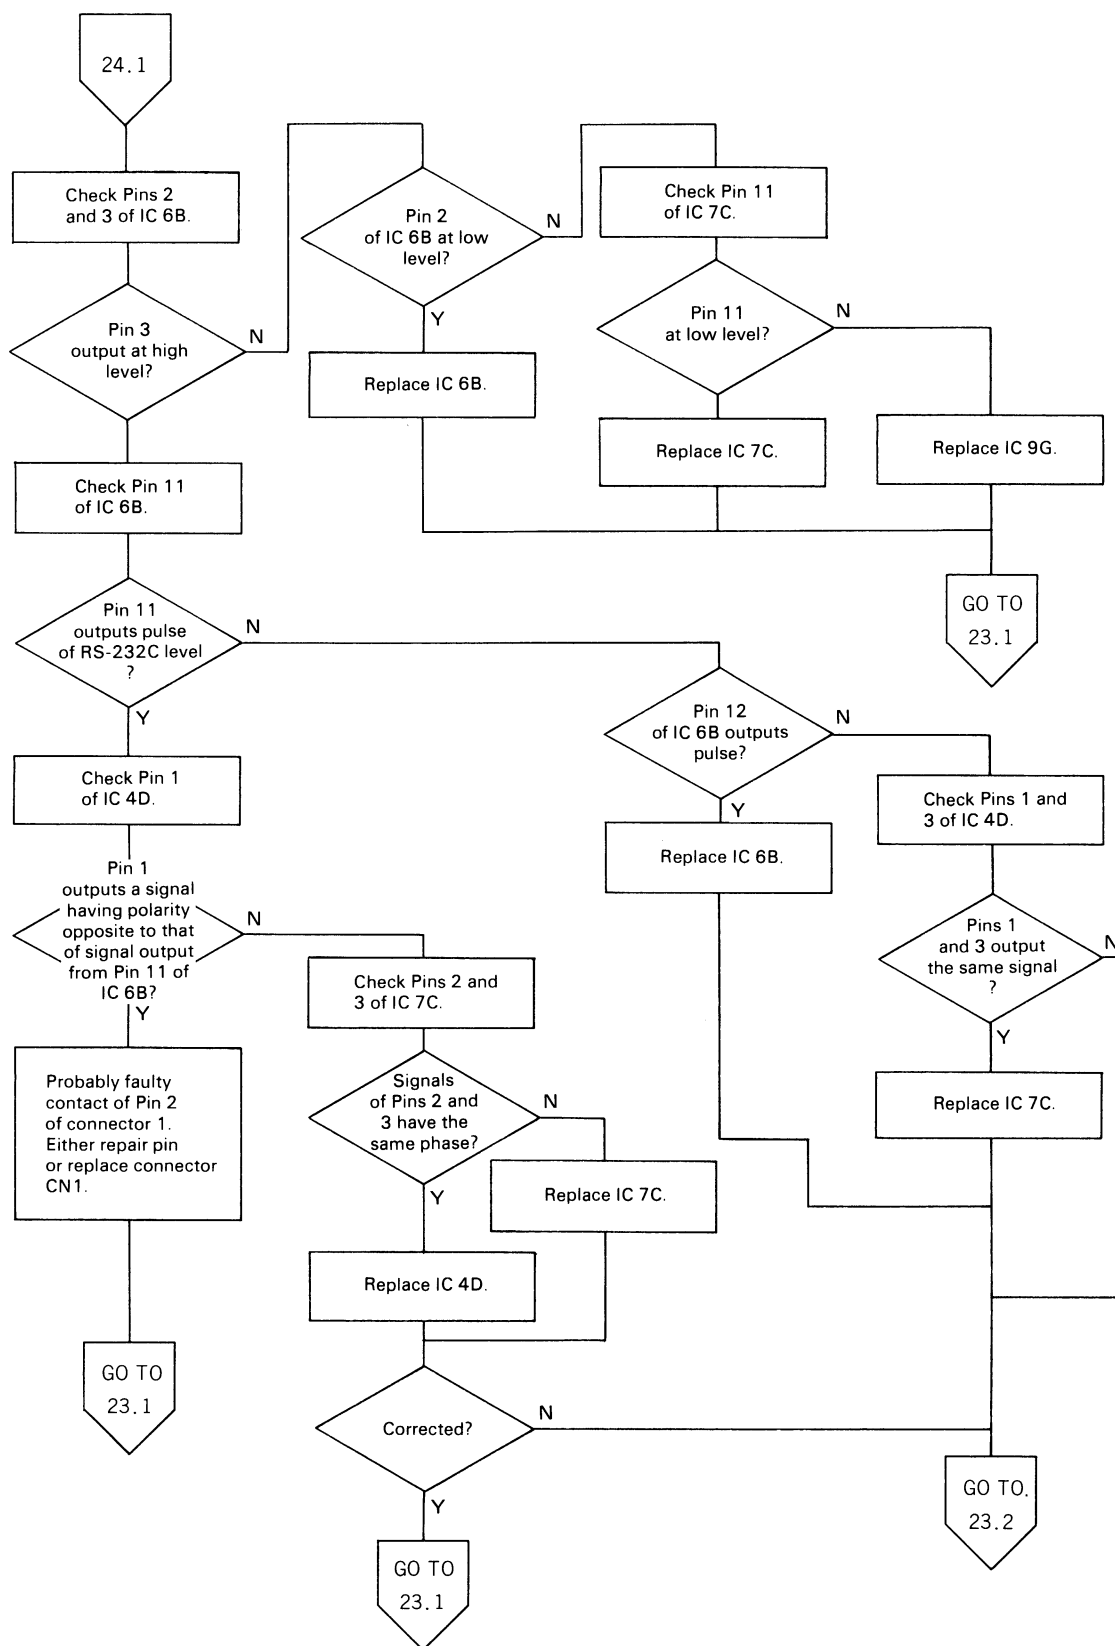 24.1
Check Pins 2
and 3 of IC 6B.
Pin 3
output at high
level?
N
Pin 2
of IC 6B at low
level?
N
Y
Replace IC 6B.
Check Pin 11
of IC 7C.
Pin 11
at low level?
N
Replace IC 7C.
Replace IC 9G.
GO TO
23.1
Check Pin 11
of IC 6B.
Pin 11
outputs pulse
of RS-232C level
?
N
Y
Pin 12
of IC 6B outputs
pulse?
N
Y
Replace IC 6B.
Check Pins 1 and
3 of IC 4D.
Pins 1
and 3 output
the same signal
?
N
Y
Replace IC 7C.
Check Pin 1
of IC 4D.
Pin 1
outputs a signal
having polarity
opposite to that
of signal output
from Pin 11 of
IC 6B?
N
Y
Probably faulty
contact of Pin 2
of connector 1.
Either repair pin
or replace connector
CN1.
GO TO
23.1
Check Pins 2 and
3 of IC 7C.
Signals
of Pins 2 and
3 have the
same phase?
N
Y
Replace IC 7C.
Replace IC 4D.
Corrected?
N
Y
GO TO
23.1
GO TO.
23.2